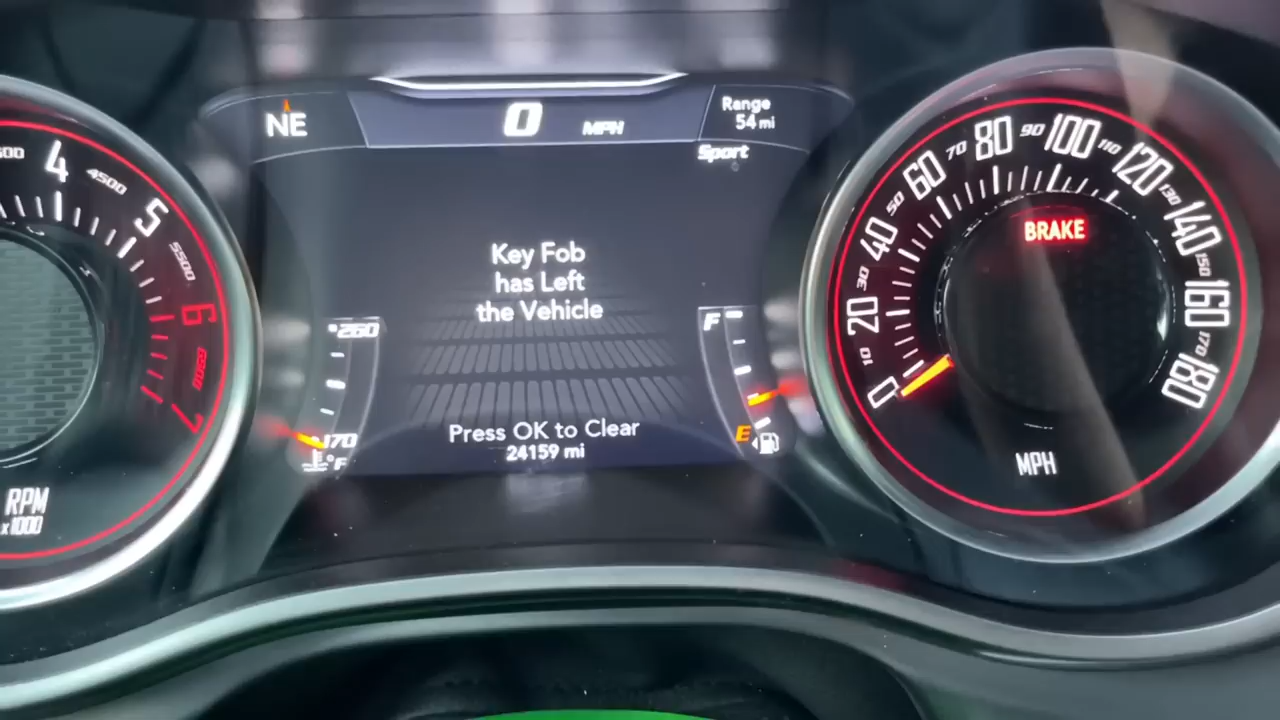 NE
0 MPH
Range
54 mi
Sport
Key Fob
has Left
the Vehicle
Press OK to Clear
24159 mi
260
170
°F
F
E
4
4500
5
5500
6
6500
7
RPM
x1000
0
10
20
30
40
50
60
70
80
90
100
110
120
130
140
150
160
170
180
BRAKE
MPH